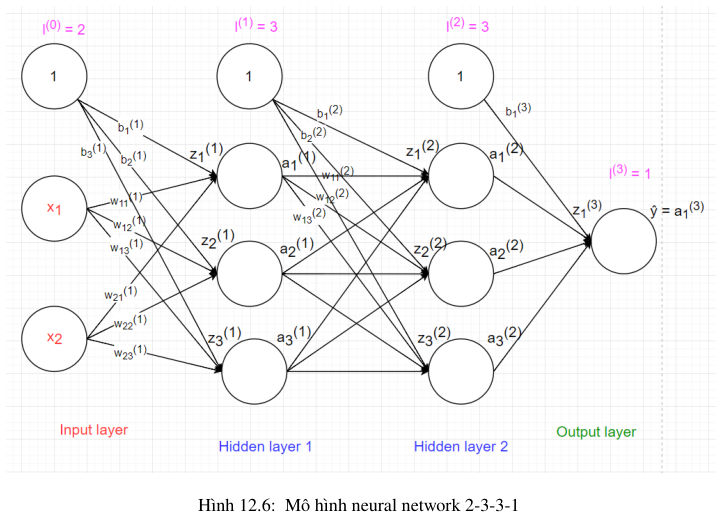 l⁽⁰⁾ = 2
l⁽¹⁾ = 3
l⁽²⁾ = 3
1
1
1
b₁⁽¹⁾
b₂⁽¹⁾
b₃⁽¹⁾
b₁⁽²⁾
b₂⁽²⁾
b₁⁽³⁾
z₁⁽¹⁾
a₁⁽¹⁾
z₁⁽²⁾
a₁⁽²⁾
l⁽³⁾ = 1
x₁
w₁₁⁽¹⁾
w₁₂⁽¹⁾
w₁₃⁽¹⁾
w₁₁⁽²⁾
w₁₂⁽²⁾
w₁₃⁽²⁾
z₁⁽³⁾
ŷ = a₁⁽³⁾
z₂⁽¹⁾
a₂⁽¹⁾
z₂⁽²⁾
a₂⁽²⁾
w₂₁⁽¹⁾
w₂₂⁽¹⁾
w₂₃⁽¹⁾
x₂
z₃⁽¹⁾
a₃⁽¹⁾
z₃⁽²⁾
a₃⁽²⁾
Input layer
Hidden layer 1
Hidden layer 2
Output layer
Hình 12.6: Mô hình neural network 2-3-3-1